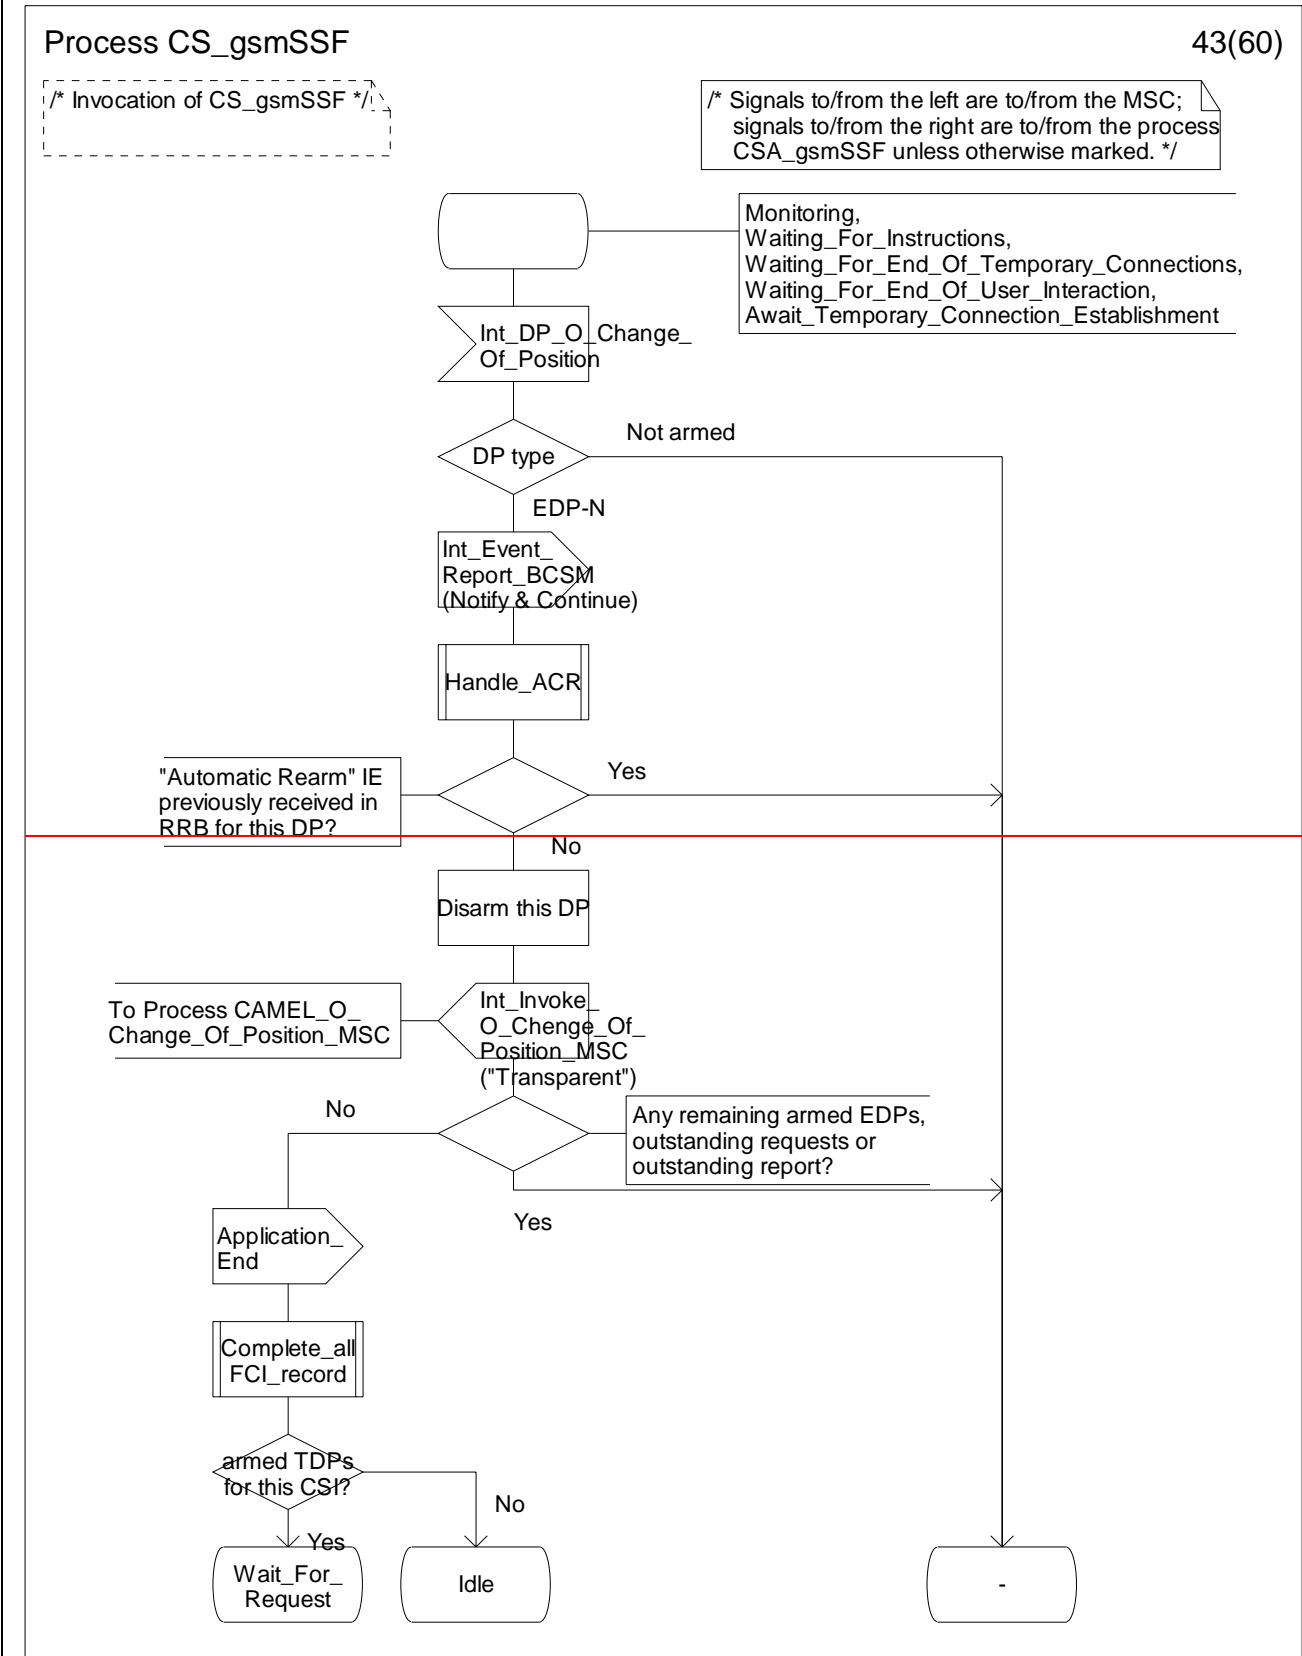 Process CS_gsmSSF
43(60)
/* Invocation of CS_gsmSSF */
/* Signals to/from the left are to/from the MSC;
signals to/from the right are to/from the process
CSA_gsmSSF unless otherwise marked. */
Monitoring,
Waiting_For_Instructions,
Waiting_For_End_Of_Temporary_Connections,
Waiting_For_End_Of_User_Interaction,
Await_Temporary_Connection_Establishment
Int_DP_O_Change_
Of_Position
Not armed
DP type
EDP-N
Int_Event_
Report_BCSM
(Notify & Continue)
Handle_ACR
"Automatic Rearm" IE
previously received in
RRB for this DP?
Yes
No
Disarm this DP
To Process CAMEL_O_
Change_Of_Position_MSC
Int_Invoke_
O_Chenge_Of_
Position_MSC
("Transparent")
No
Any remaining armed EDPs,
outstanding requests or
outstanding report?
Yes
Application_
End
Complete_all
FCI_record
armed TDPs
for this CSI?
No
Yes
Wait_For_
Request
Idle
-